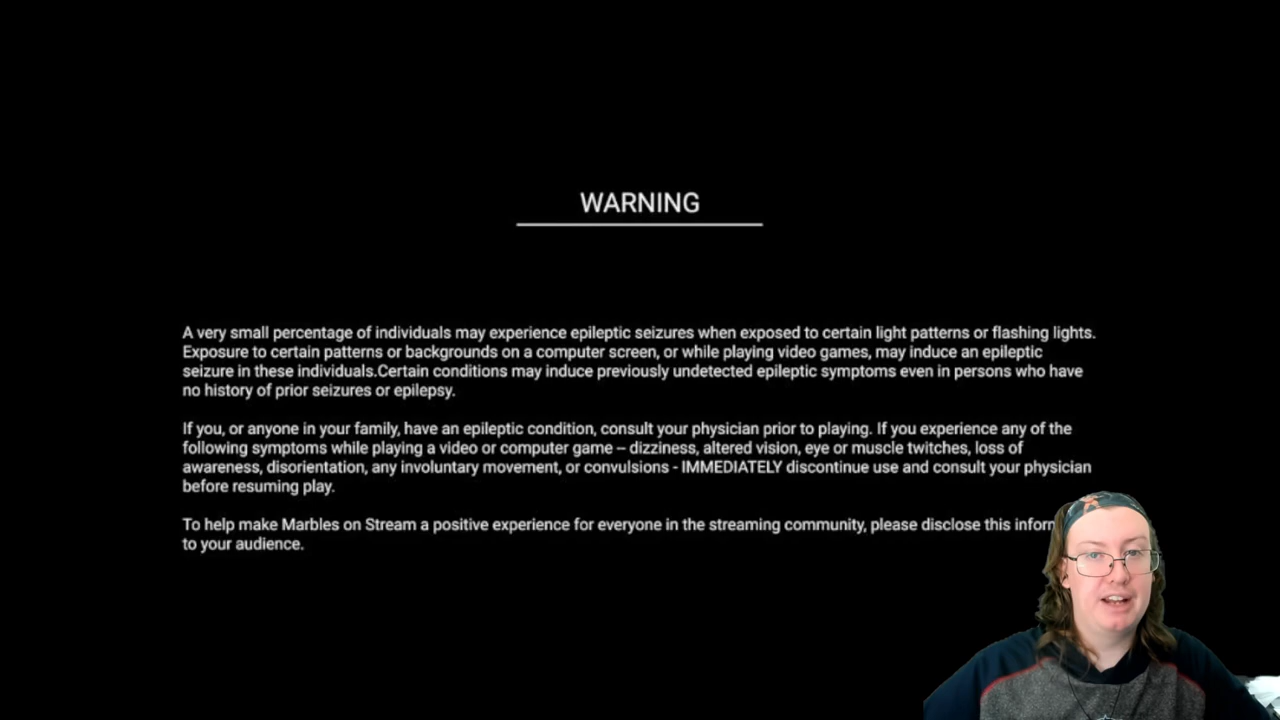 WARNING
A very small percentage of individuals may experience epileptic seizures when exposed to certain light patterns or flashing lights.
Exposure to certain patterns or backgrounds on a computer screen, or while playing video games, may induce an epileptic
seizure in these individuals.Certain conditions may induce previously undetected epileptic symptoms even in persons who have
no history of prior seizures or epilepsy.
If you, or anyone in your family, have an epileptic condition, consult your physician prior to playing. If you experience any of the
following symptoms while playing a video or computer game – dizziness, altered vision, eye or muscle twitches, loss of
awareness, disorientation, any involuntary movement, or convulsions - IMMEDIATELY discontinue use and consult your physician
before resuming play.
To help make Marbles on Stream a positive experience for everyone in the streaming community, please disclose this
to your audience.